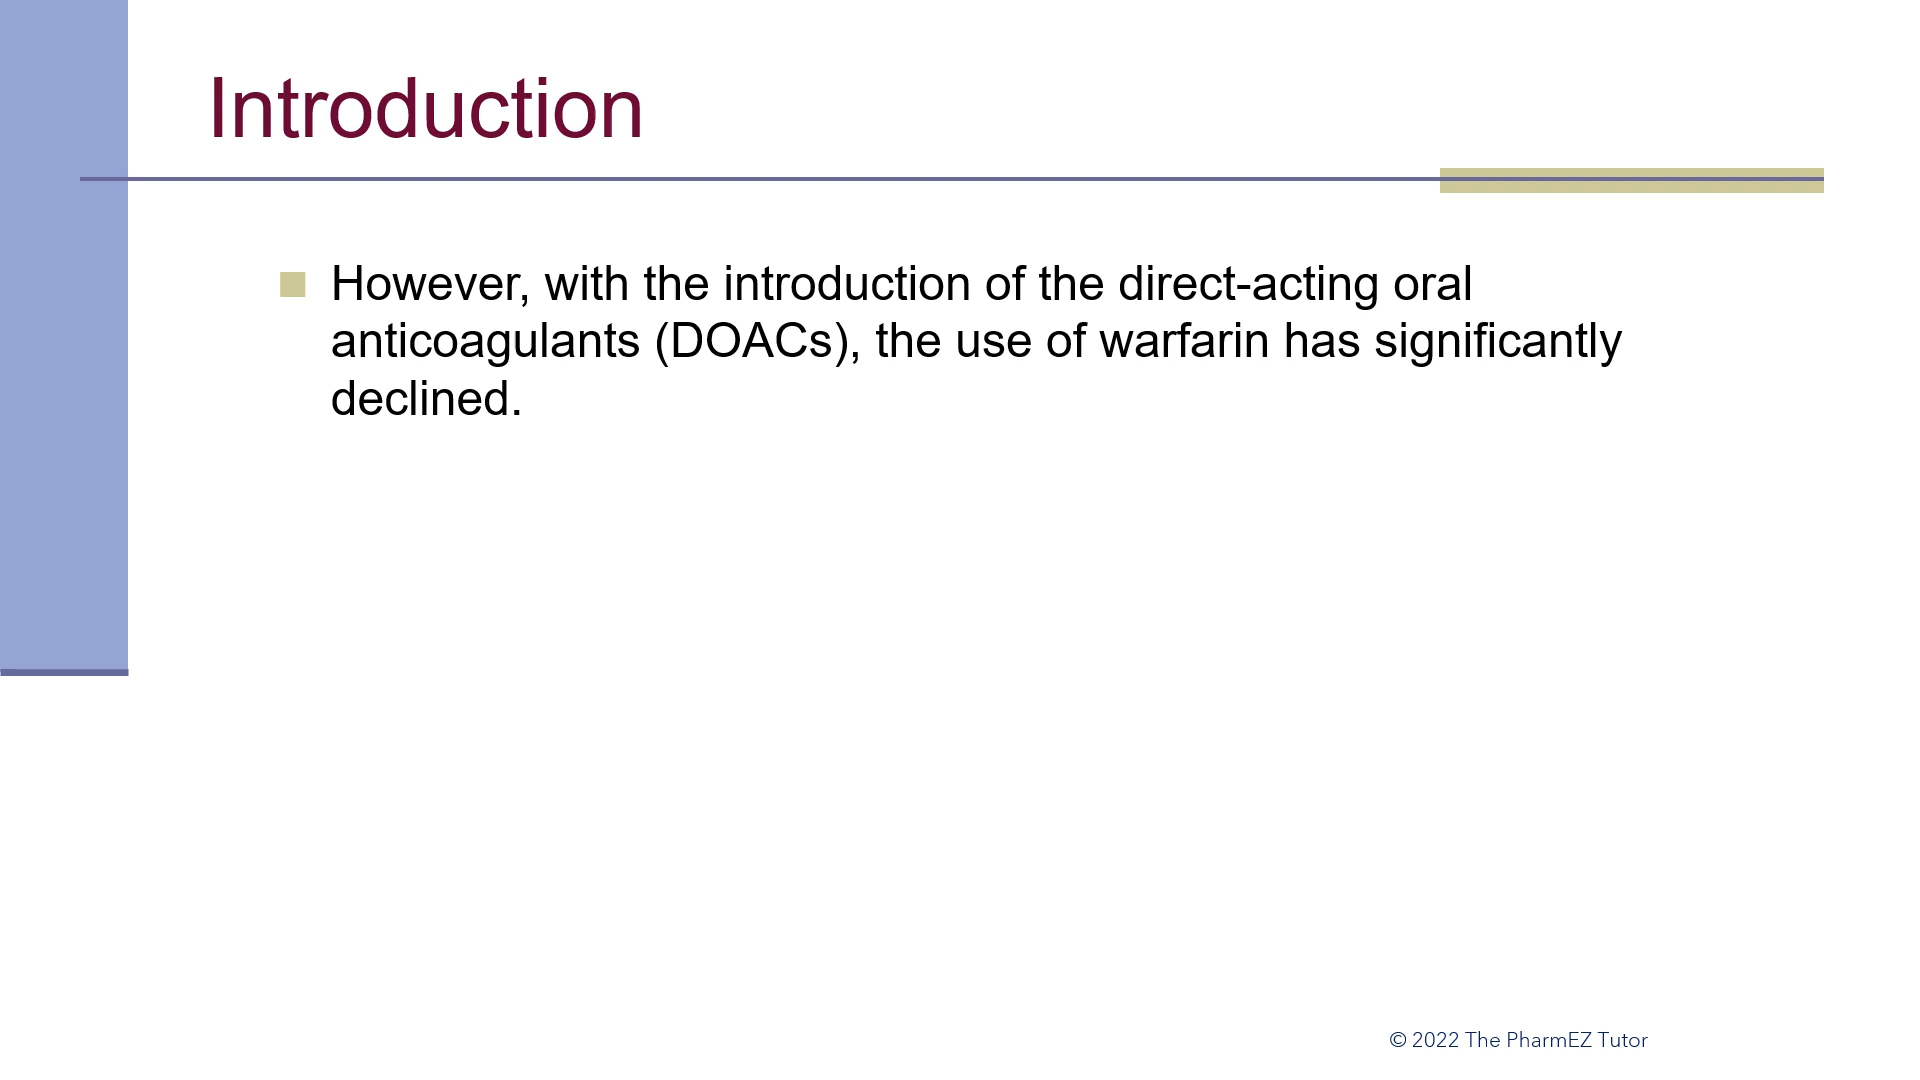 Introduction
However, with the introduction of the direct-acting oral
anticoagulants (DOACs), the use of warfarin has significantly
declined.
© 2022 The PharmEZ Tutor